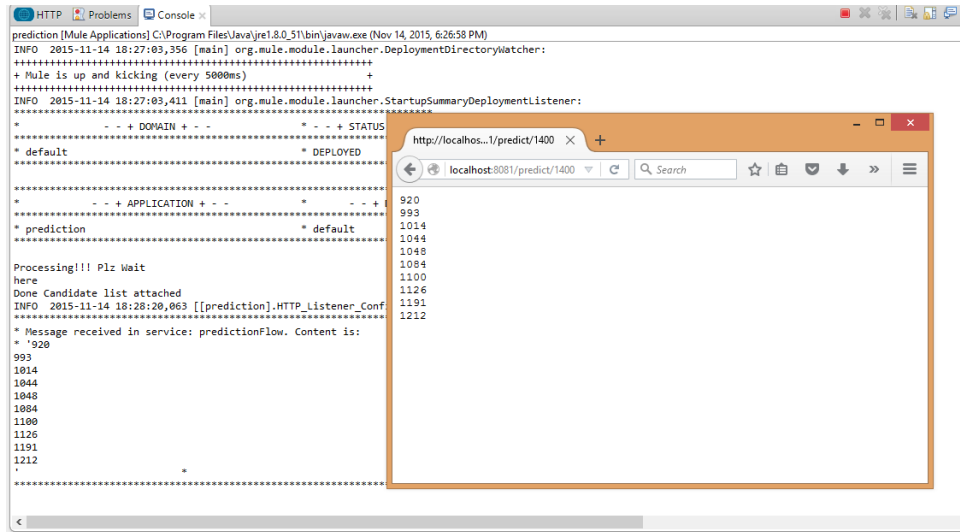 HTTP Problems Console
prediction [Mule Applications] C:\Program Files\Java\jre1.8.0_51\bin\javaw.exe (Nov 14, 2015, 6:26:58 PM)
INFO 2015-11-14 18:27:03,356 [main] org.mule.module.launcher.DeploymentDirectoryWatcher:
++++++++++++++++++++++++++++++++++++++++++++++++++++++++++++
+ Mule is up and kicking (every 5000ms) +
++++++++++++++++++++++++++++++++++++++++++++++++++++++++++++
INFO 2015-11-14 18:27:03,411 [main] org.mule.module.launcher.StartupSummaryDeploymentListener:
**********************************************************************
* - - + DOMAIN + - - * - - + STATUS
**********************************************************************
* default * DEPLOYED
**********************************************************************
**********************************************************************
* - - + APPLICATION + - - * - - +
**********************************************************************
* prediction * default
**********************************************************************
Processing!!! Plz Wait
here
Done Candidate list attached
INFO 2015-11-14 18:28:20,063 [[prediction].HTTP_Listener_Confi
**********************************************************************
* Message received in service: predictionFlow. Content is:
* '920
993
1014
1044
1048
1084
1100
1126
1191
1212
' *
**********************************************************************
http://localhos...1/predict/1400
localhost:8081/predict/1400
Search
920
993
1014
1044
1048
1084
1100
1126
1191
1212